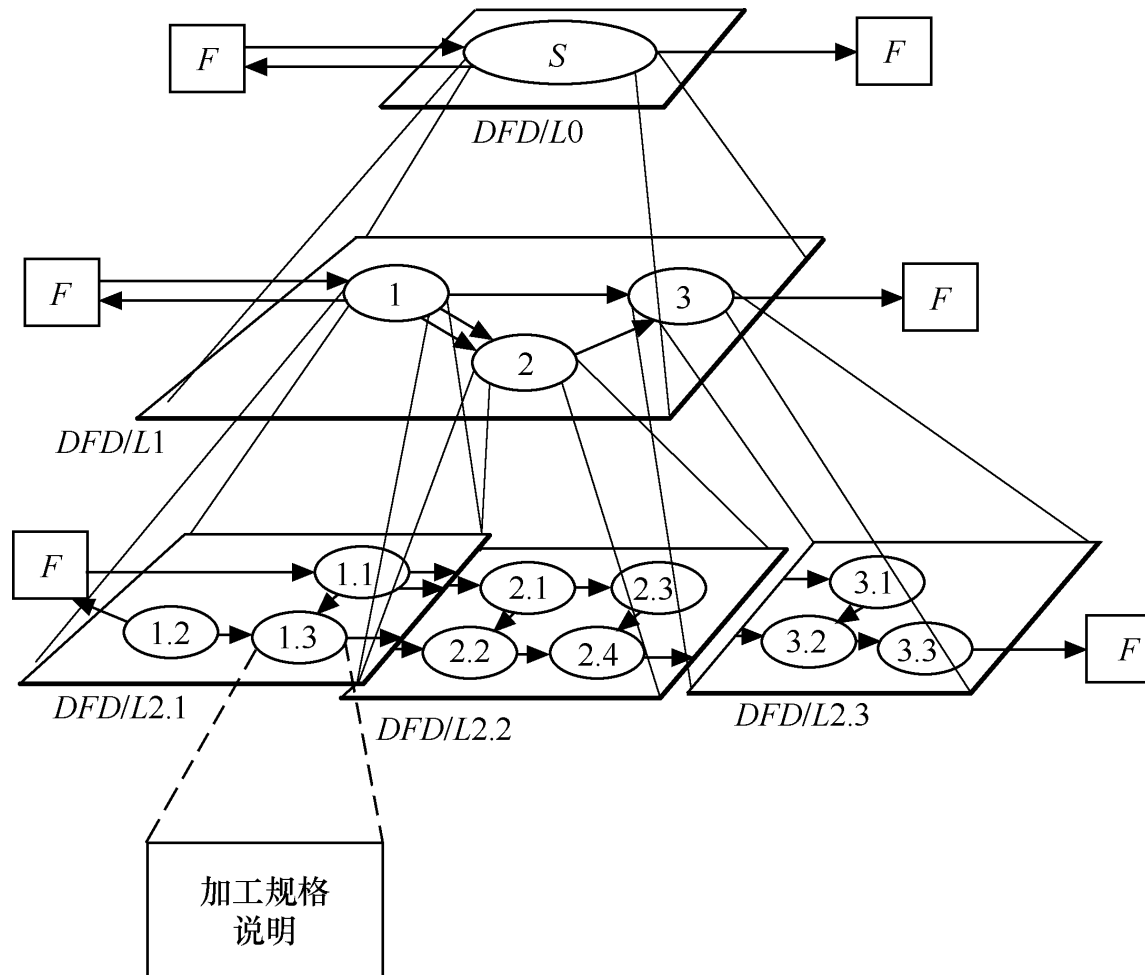 F
S
F
DFD/L0
F
1
3
F
2
DFD/L1
F
1.1
2.1
2.3
3.1
1.2
1.3
2.2
2.4
3.2
3.3
F
DFD/L2.1
DFD/L2.2
DFD/L2.3
加工规格
说明